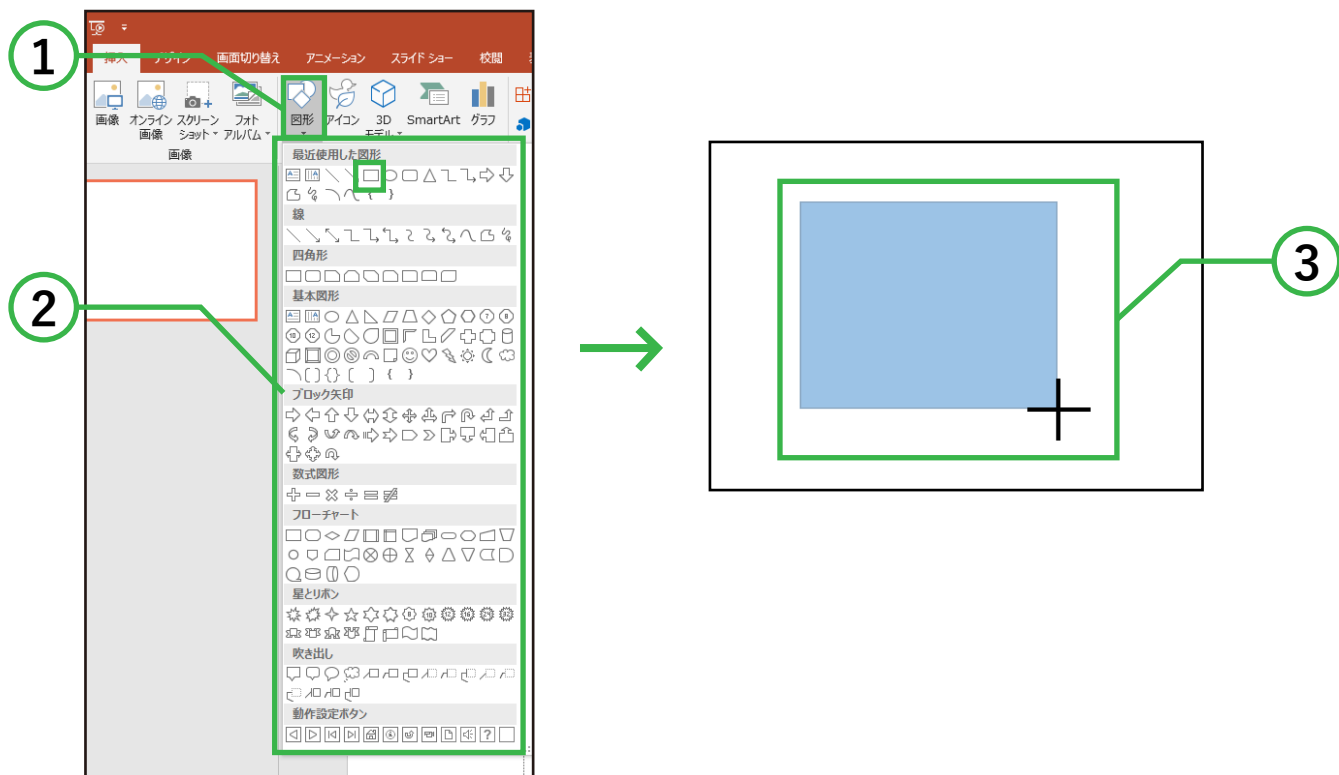 1
挿入 デザイン 画面切り替え アニメーション スライド ショー 校閲
画像 オンライン画像 スクリーンショット フォトアルバム 図形 アイコン 3Dモデル SmartArt グラフ
画像
最近使用した図形
線
四角形
基本図形
2
ブロック矢印
数式図形
フローチャート
星とリボン
吹き出し
動作設定ボタン
3